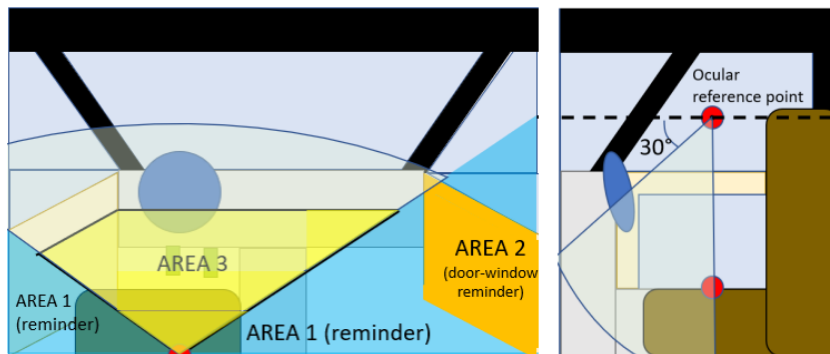 Ocular
reference point
30°
AREA 3
AREA 2
(door-window
reminder)
AREA 1
(reminder)
AREA 1 (reminder)